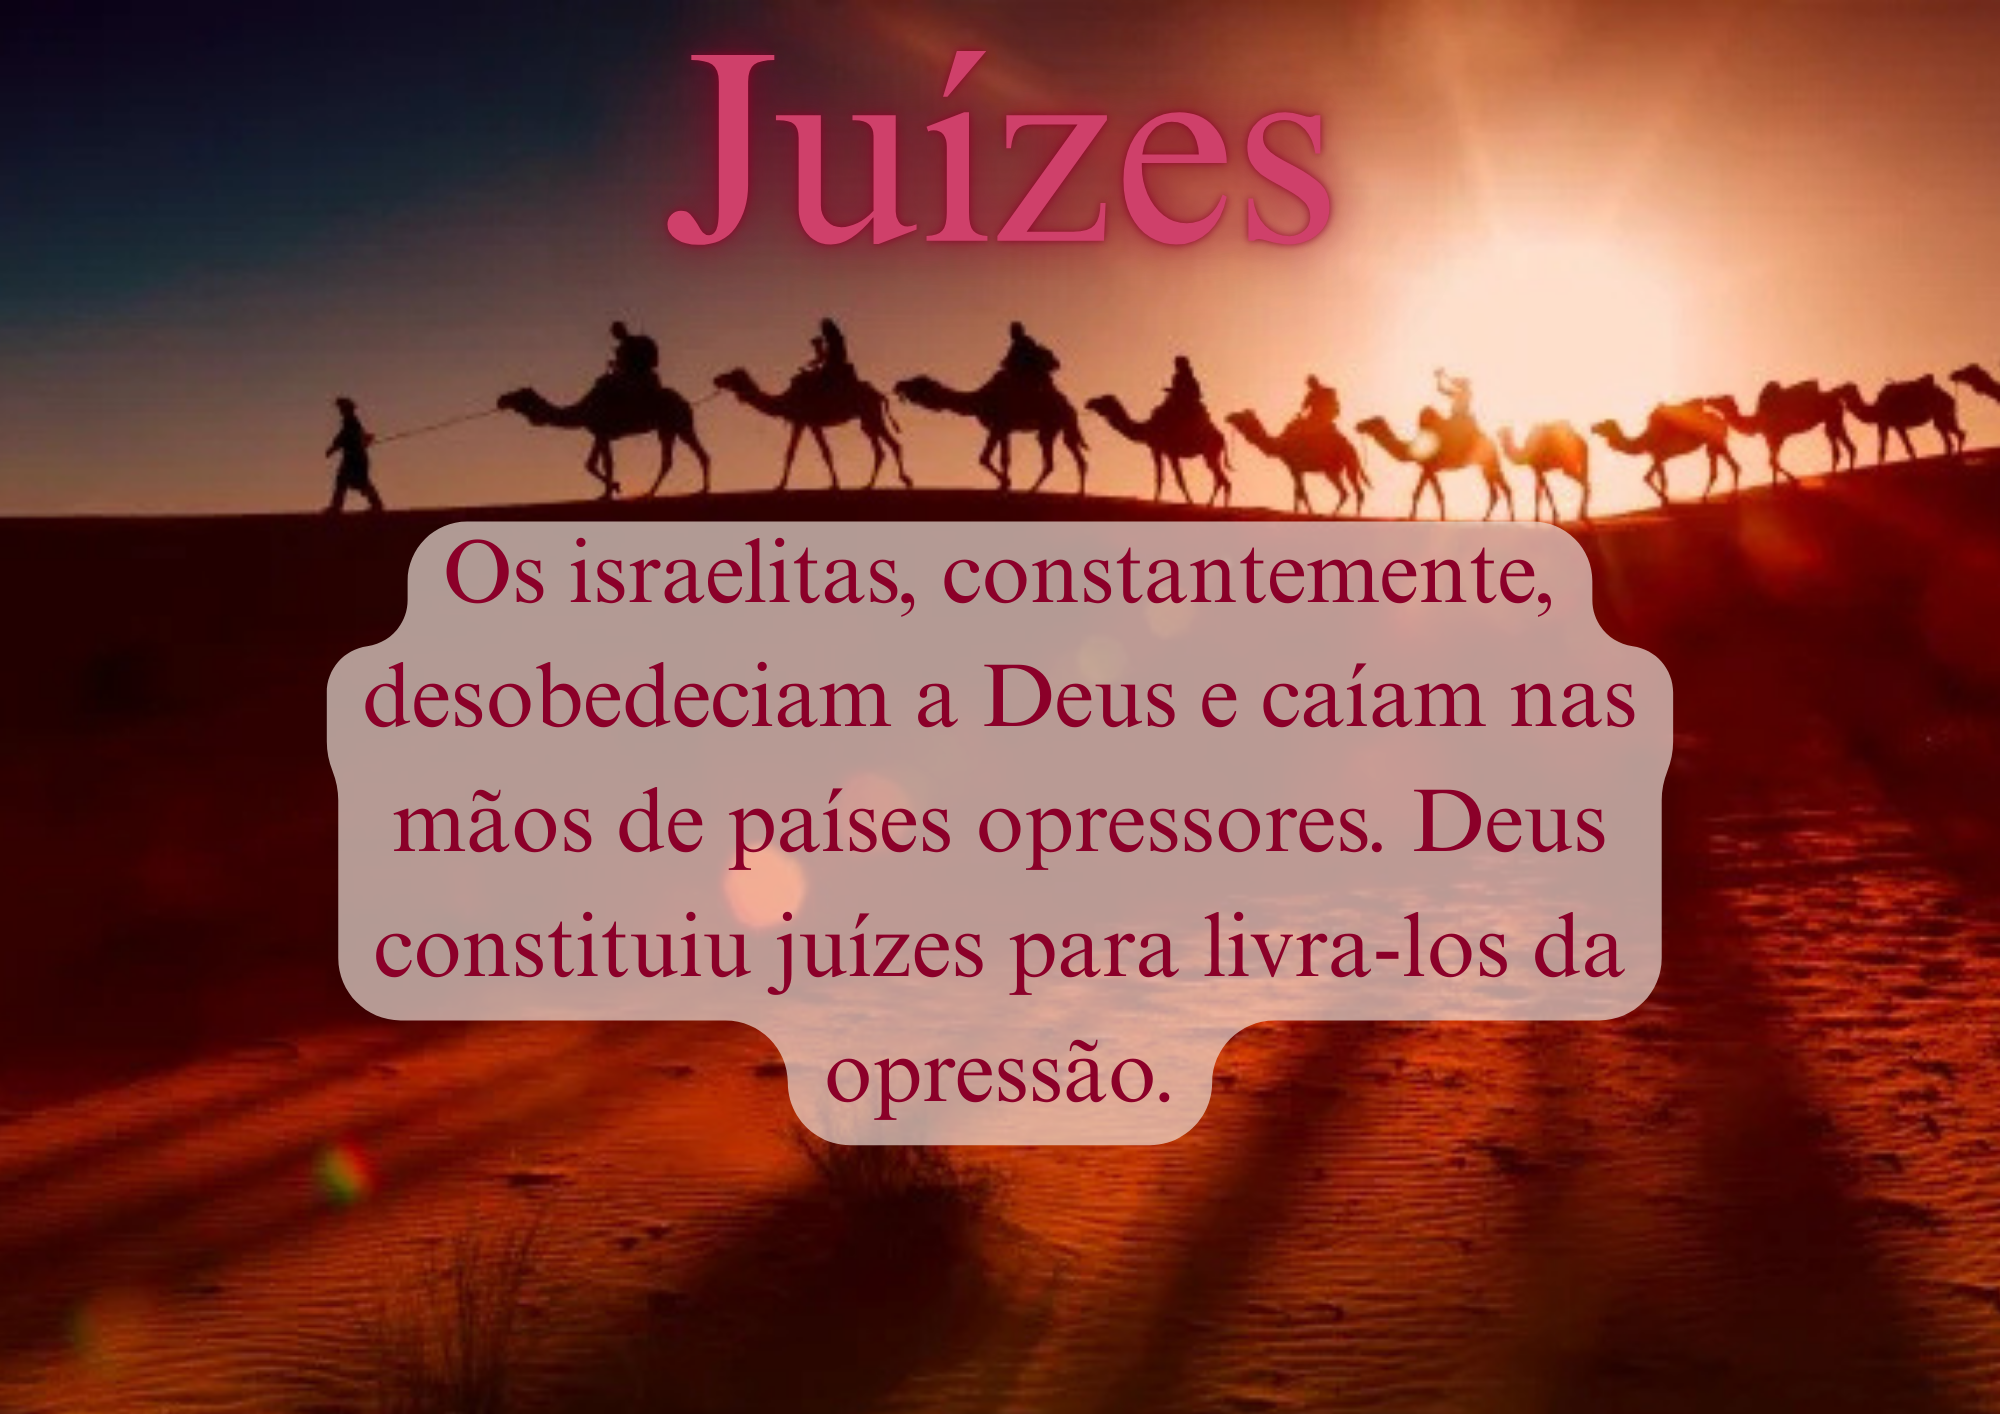 Juízes
Os israelitas, constantemente,
desobedeciam a Deus e caíam nas
mãos de países opressores. Deus
constituiu juízes para livra-los da
opressão.